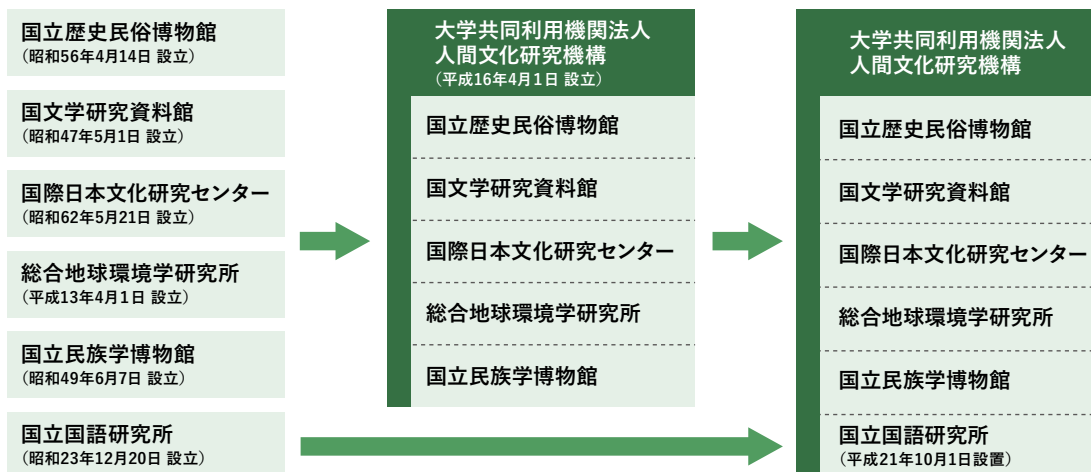 国立歴史民俗博物館
（昭和56年4月14日 設立）
国文学研究資料館
（昭和47年5月1日 設立）
国際日本文化研究センター
（昭和62年5月21日 設立）
総合地球環境学研究所
（平成13年4月1日 設立）
国立民族学博物館
（昭和49年6月7日 設立）
国立国語研究所
（昭和23年12月20日 設立）
大学共同利用機関法人
人間文化研究機構
（平成16年4月1日 設立）
国立歴史民俗博物館
国文学研究資料館
国際日本文化研究センター
総合地球環境学研究所
国立民族学博物館
大学共同利用機関法人
人間文化研究機構
国立歴史民俗博物館
国文学研究資料館
国際日本文化研究センター
総合地球環境学研究所
国立民族学博物館
国立国語研究所
（平成21年10月1日設置）